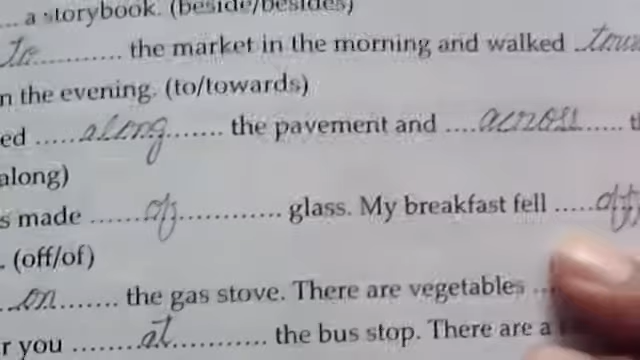 ... a storybook. (beside/besides)
..to............ the market in the morning and walked ..
n the evening. (to/towards)
ed ......along........ the pavement and .....across...... t
along)
s made .......of.............. glass. My breakfast fell ......off
. (off/of)
...on........ the gas stove. There are vegetables ...
r you ........at............. the bus stop. There are a